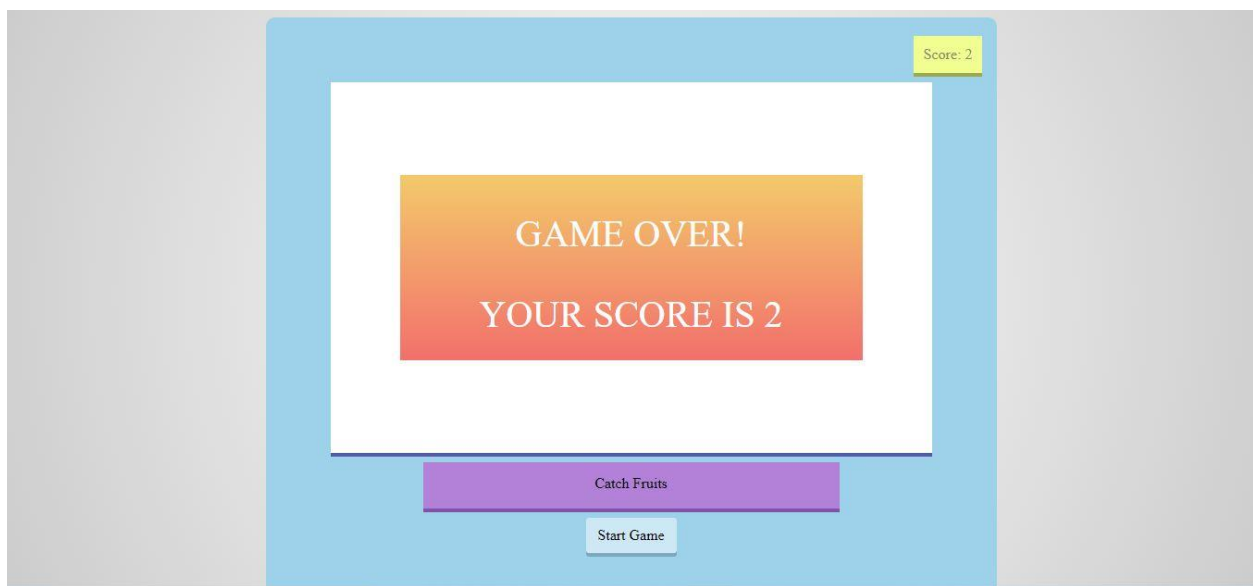 Score: 2
GAME OVER!
YOUR SCORE IS 2
Catch Fruits
Start Game